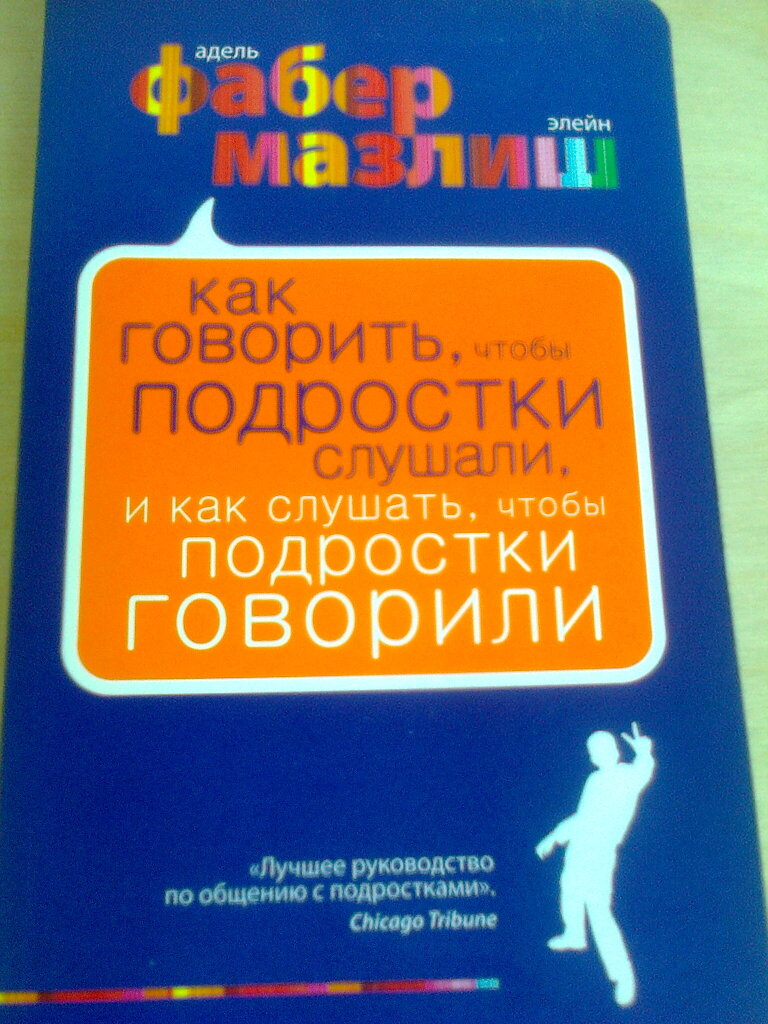 адель
фабер
элейн
мазлиш
как
говорить, чтобы
подростки
слушали,
и как слушать, чтобы
подростки
говорили
«Лучшее руководство
по общению с подростками».
Chicago Tribune